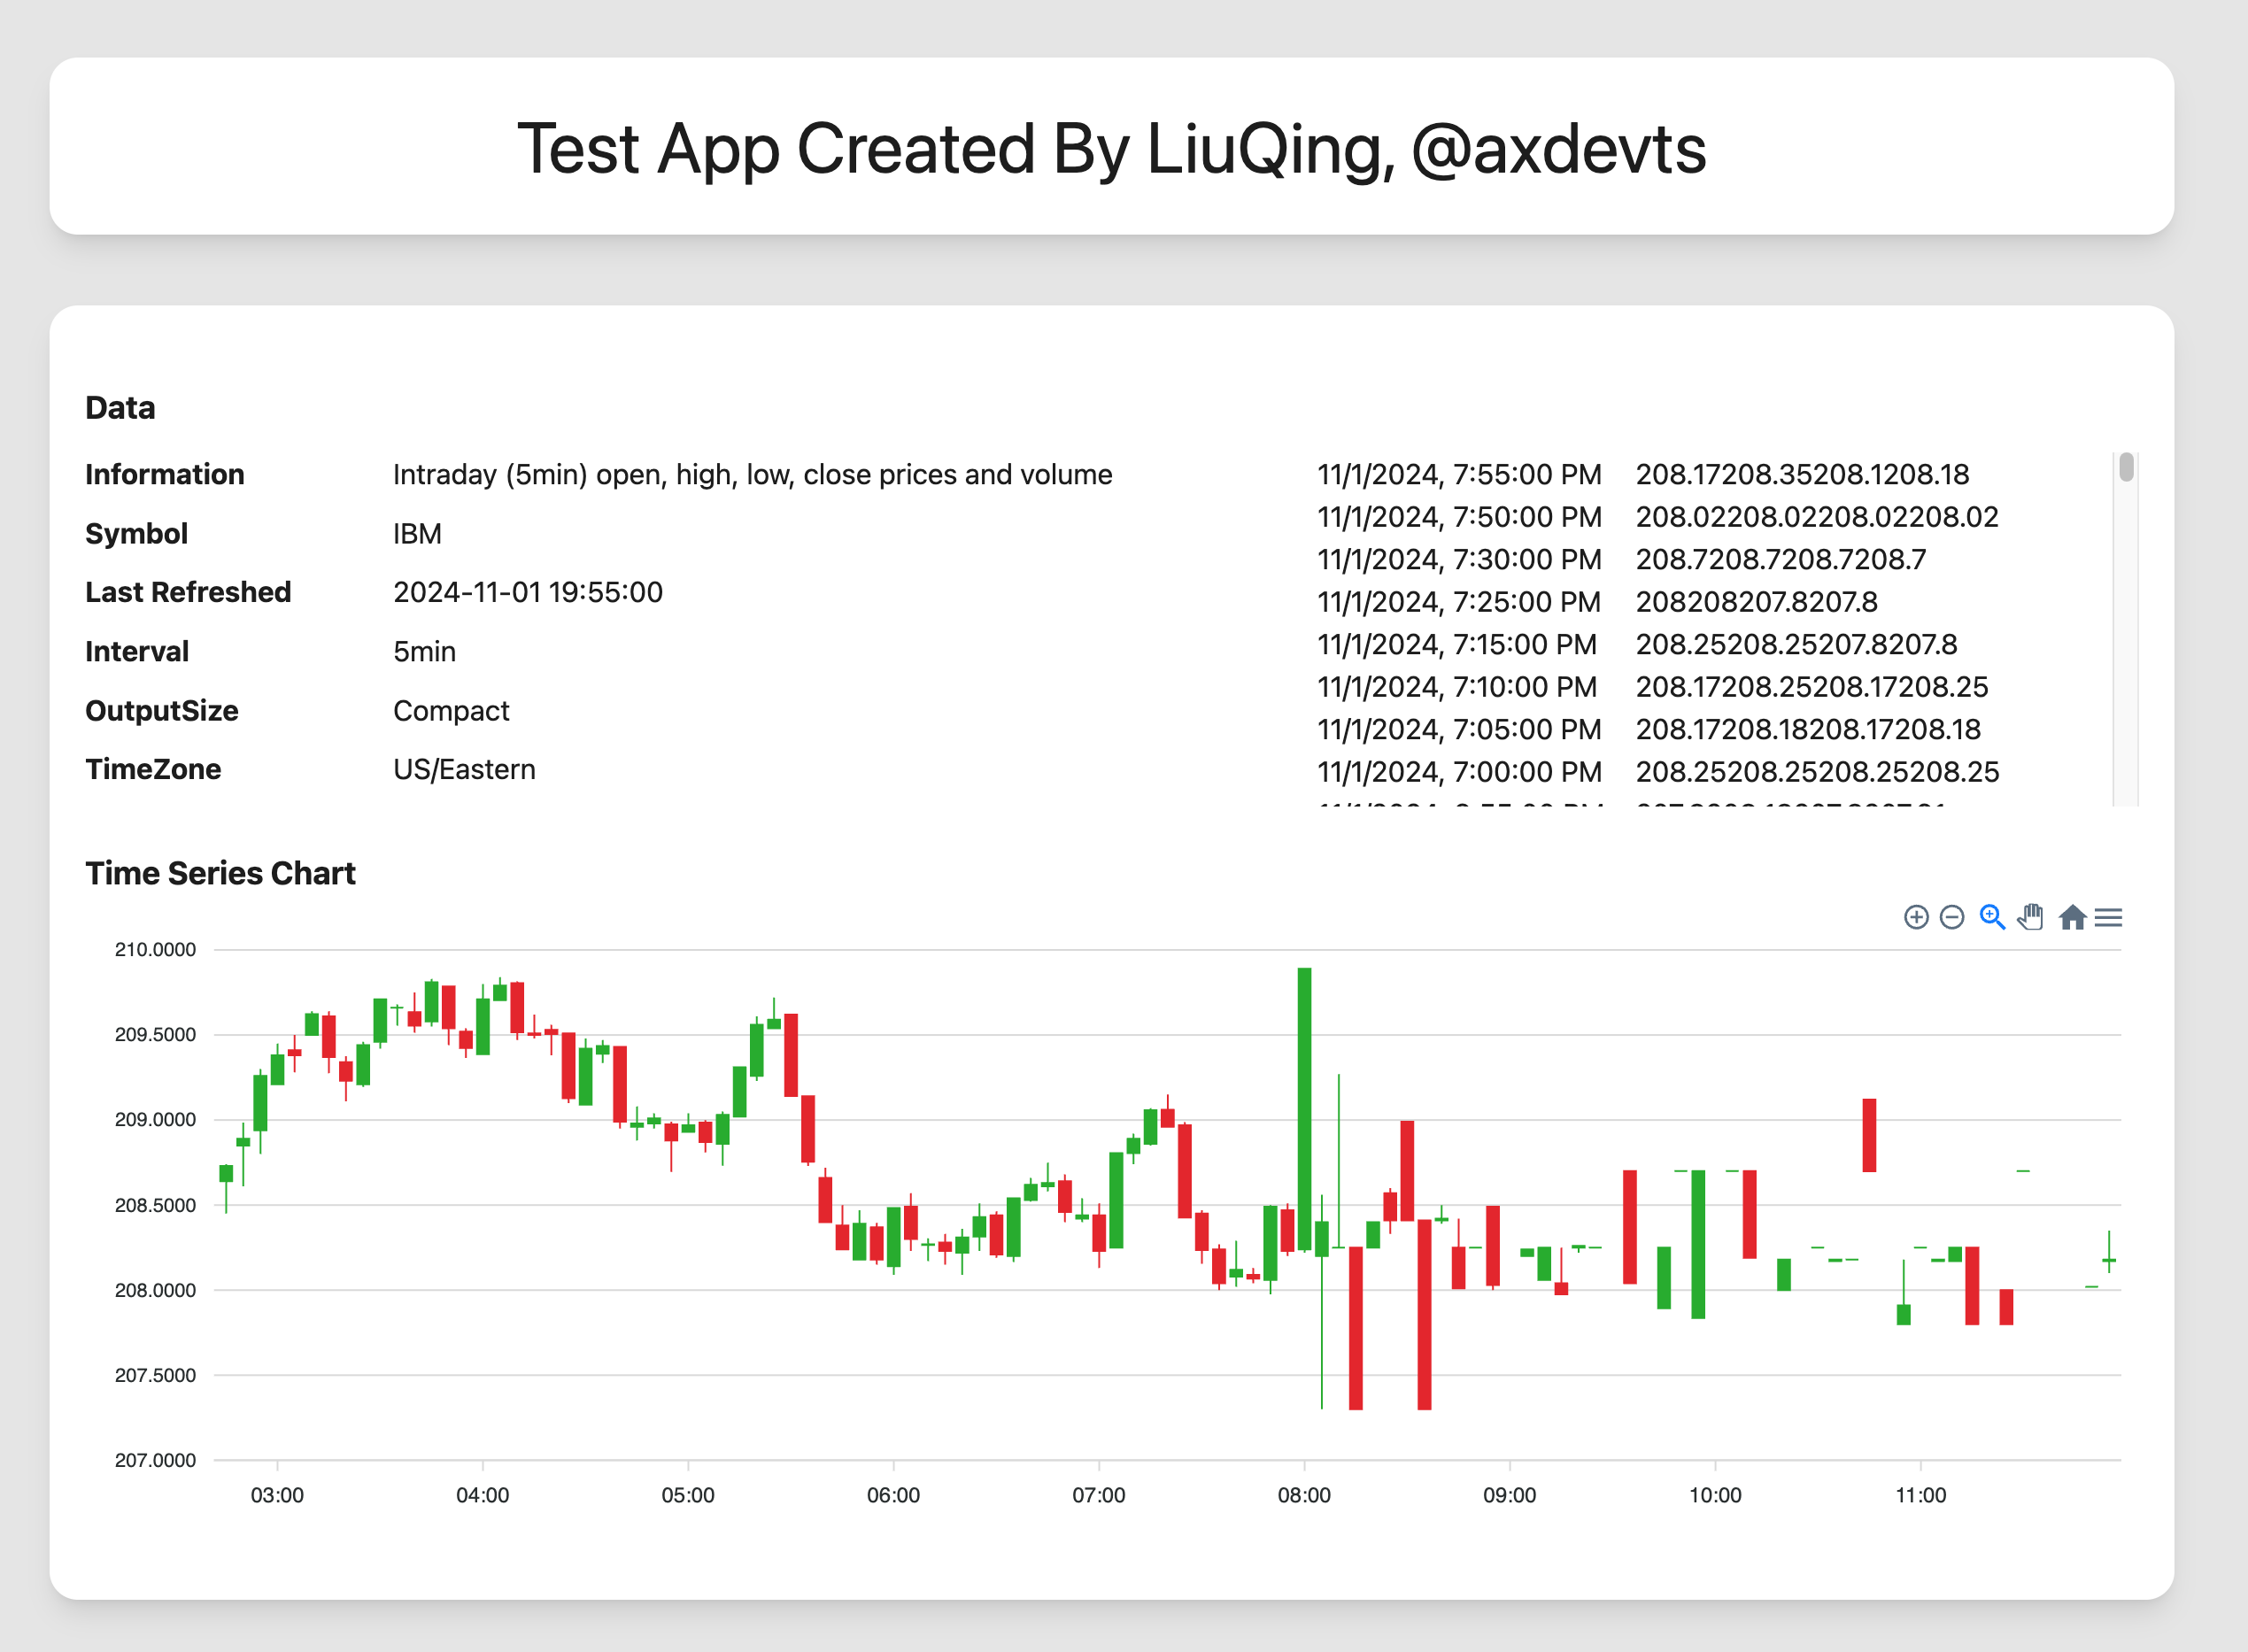 Test App Created By LiuQing, @axdevts
Data
Information Intraday (5min) open, high, low, close prices and volume
Symbol IBM
Last Refreshed 2024-11-01 19:55:00
Interval 5min
OutputSize Compact
TimeZone US/Eastern
11/1/2024, 7:55:00 PM 208.17208.35208.1208.18
11/1/2024, 7:50:00 PM 208.02208.02208.02208.02
11/1/2024, 7:30:00 PM 208.7208.7208.7208.7
11/1/2024, 7:25:00 PM 208208207.8207.8
11/1/2024, 7:15:00 PM 208.25208.25207.8207.8
11/1/2024, 7:10:00 PM 208.17208.25208.17208.25
11/1/2024, 7:05:00 PM 208.17208.18208.17208.18
11/1/2024, 7:00:00 PM 208.25208.25208.25208.25
Time Series Chart
210.0000
209.5000
209.0000
208.5000
208.0000
207.5000
207.0000
03:00 04:00 05:00 06:00 07:00 08:00 09:00 10:00 11:00